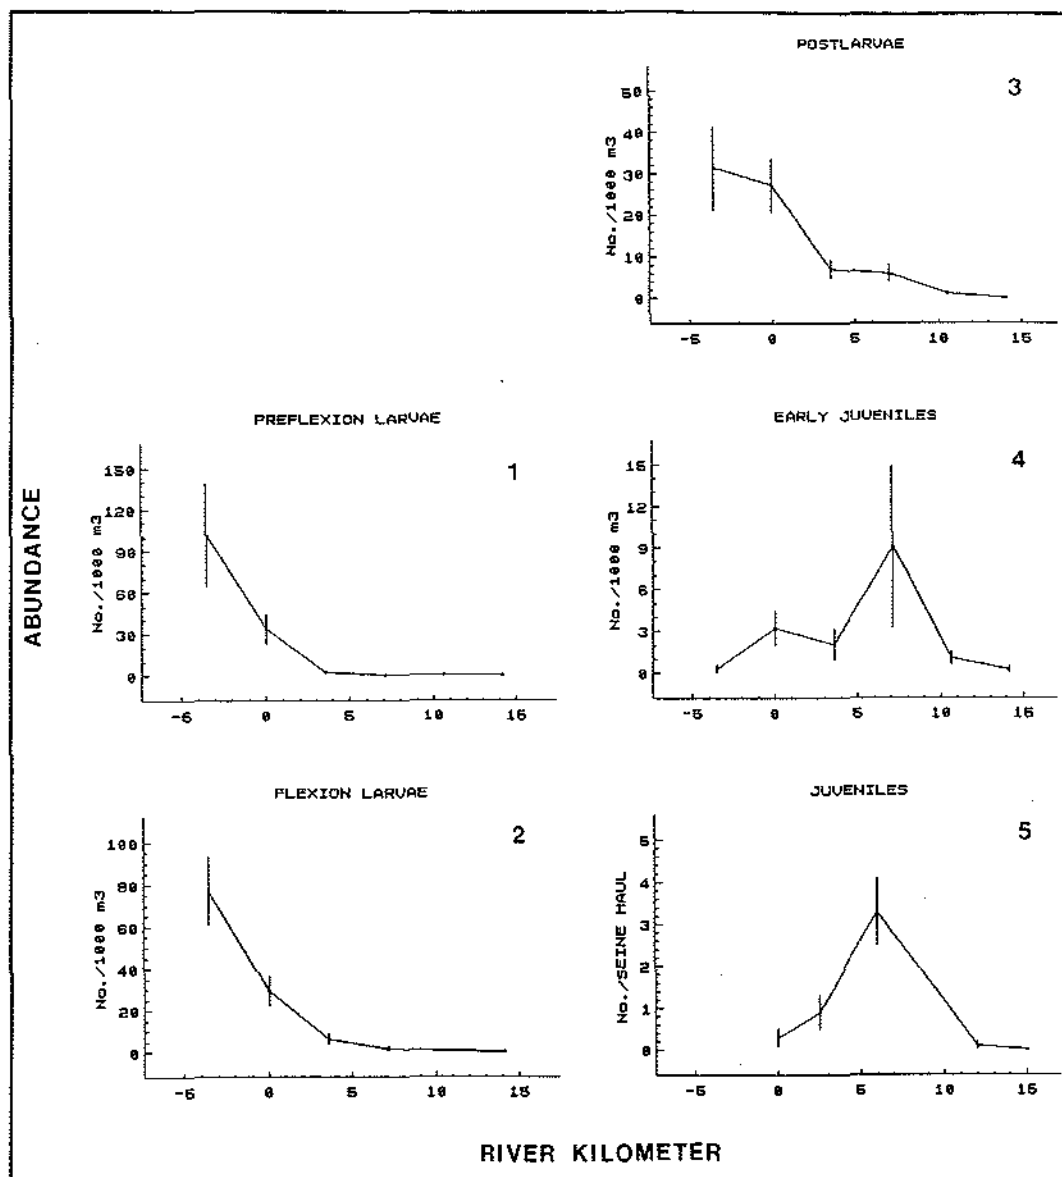 POSTLARVAE
3
50
40
30
20
10
0
No./1000 m3
-5 0 5 10 15
PREFLEXION LARVAE
1
150
120
90
60
30
0
No./1000 m3
-5 0 5 10 15
EARLY JUVENILES
4
15
12
9
6
3
0
No./1000 m3
-5 0 5 10 15
ABUNDANCE
FLEXION LARVAE
2
100
80
60
40
20
0
No./1000 m3
-5 0 5 10 15
JUVENILES
5
5
4
3
2
1
0
No./SEINE HAUL
-5 0 5 10 15
RIVER KILOMETER